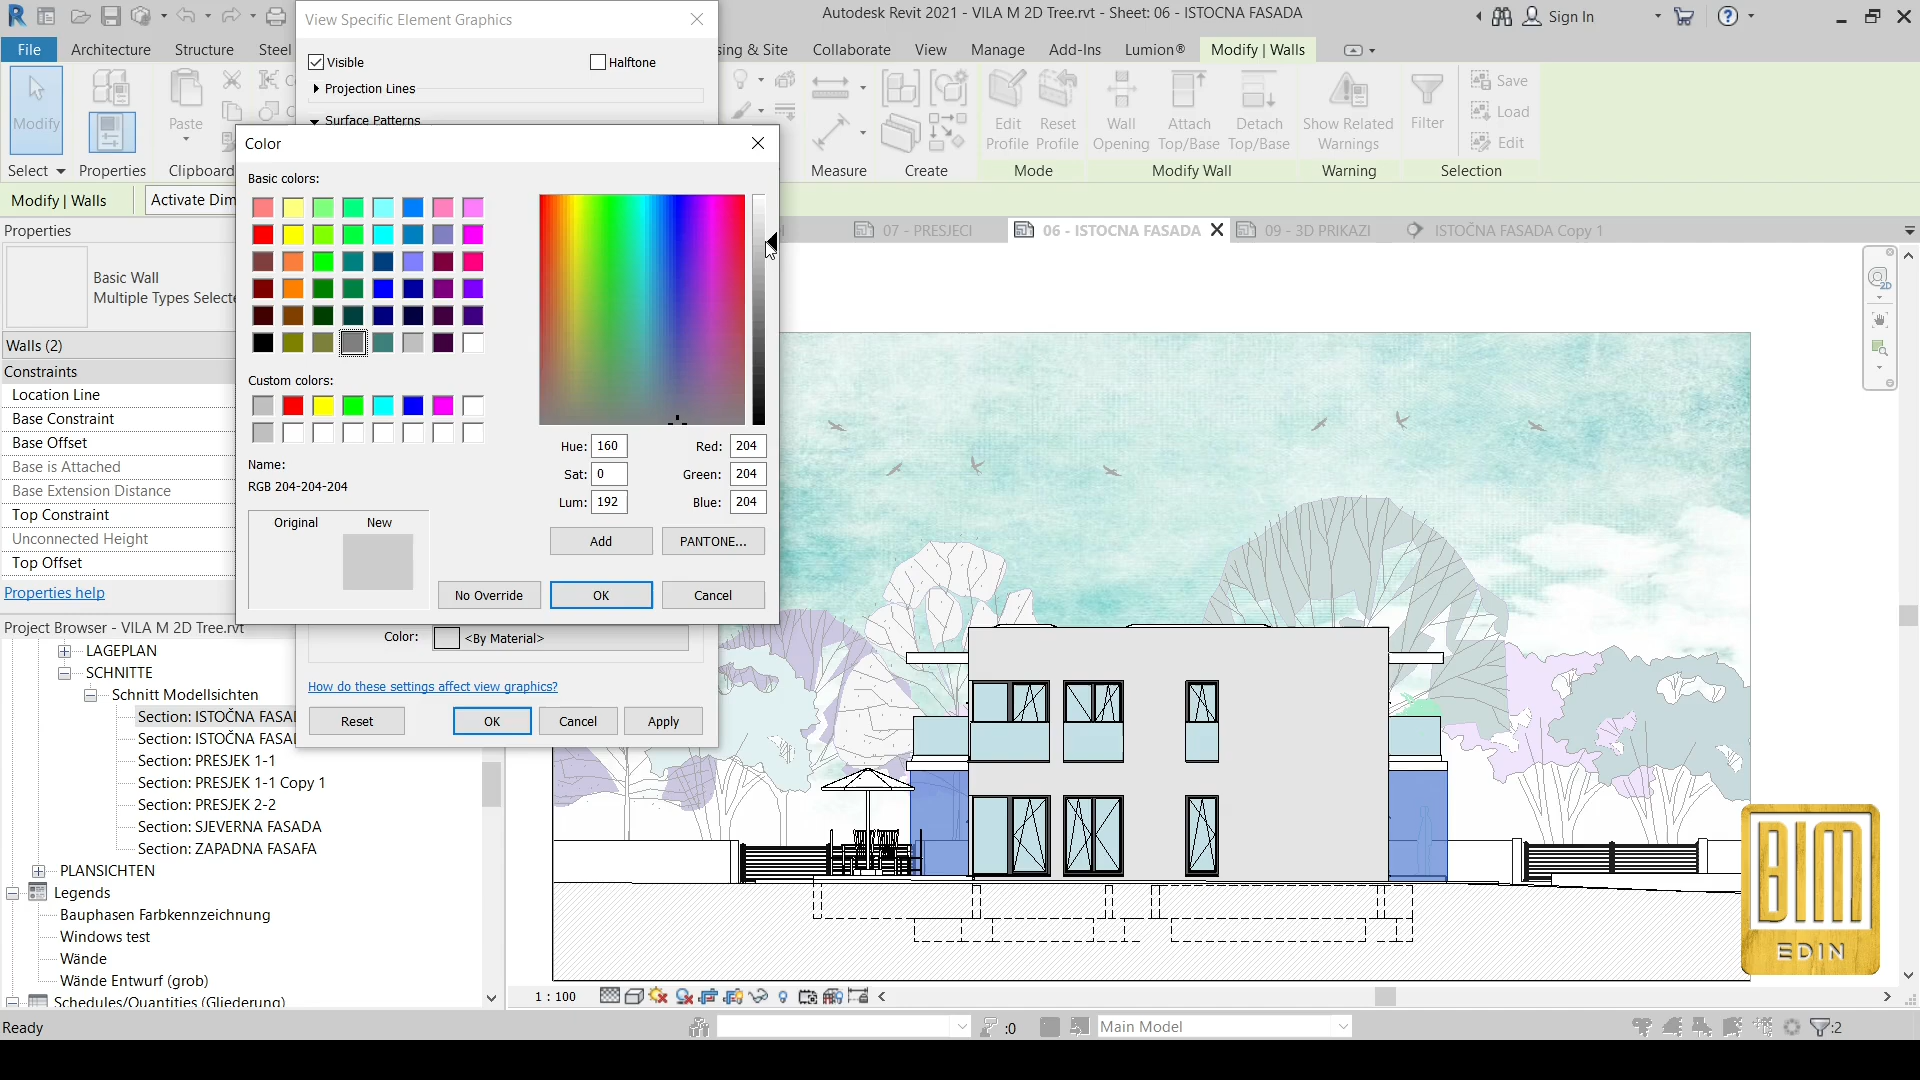 Autodesk Revit 2021 - VILA M 2D Tree.rvt - Sheet: 06 - ISTOCNA FASADA
Sign In
File
Architecture
Structure
Steel
ing & Site
Collaborate
View
Manage
Add-Ins
Lumion®
Modify | Walls
Modify
Paste
Edit Profile
Reset Profile
Wall Opening
Attach Top/Base
Detach Top/Base
Show Related Warnings
Filter
Save
Load
Edit
Select
Properties
Clipboard
Measure
Create
Mode
Modify Wall
Warning
Selection
Modify | Walls
Activate Dim
View Specific Element Graphics
Visible
Halftone
Projection Lines
Surface Patterns
Color
Basic colors:
Custom colors:
Name:
RGB 204-204-204
Original
New
Hue: 160
Sat: 0
Lum: 192
Red: 204
Green: 204
Blue: 204
Add
PANTONE...
No Override
OK
Cancel
Color: <By Material>
How do these settings affect view graphics?
Reset
OK
Cancel
Apply
07 - PRESJECI
06 - ISTOCNA FASADA
09 - 3D PRIKAZI
ISTOČNA FASADA Copy 1
Properties
Basic Wall
Multiple Types Selecte
Walls (2)
Constraints
Location Line
Base Constraint
Base Offset
Base is Attached
Base Extension Distance
Top Constraint
Unconnected Height
Top Offset
Properties help
Project Browser - VILA M 2D Tree.rvt
LAGEPLAN
SCHNITTE
Schnitt Modellsichten
Section: ISTOČNA FASAI
Section: ISTOČNA FASAI
Section: PRESJEK 1-1
Section: PRESJEK 1-1 Copy 1
Section: PRESJEK 2-2
Section: SJEVERNA FASADA
Section: ZAPADNA FASAFA
PLANSICHTEN
Legends
Bauphasen Farbkennzeichnung
Windows test
Wände
Wände Entwurf (grob)
Schedules/Quantities (Gliederung)
2D
BIM
EDIN
1 : 100
Ready
:0
Main Model
:2